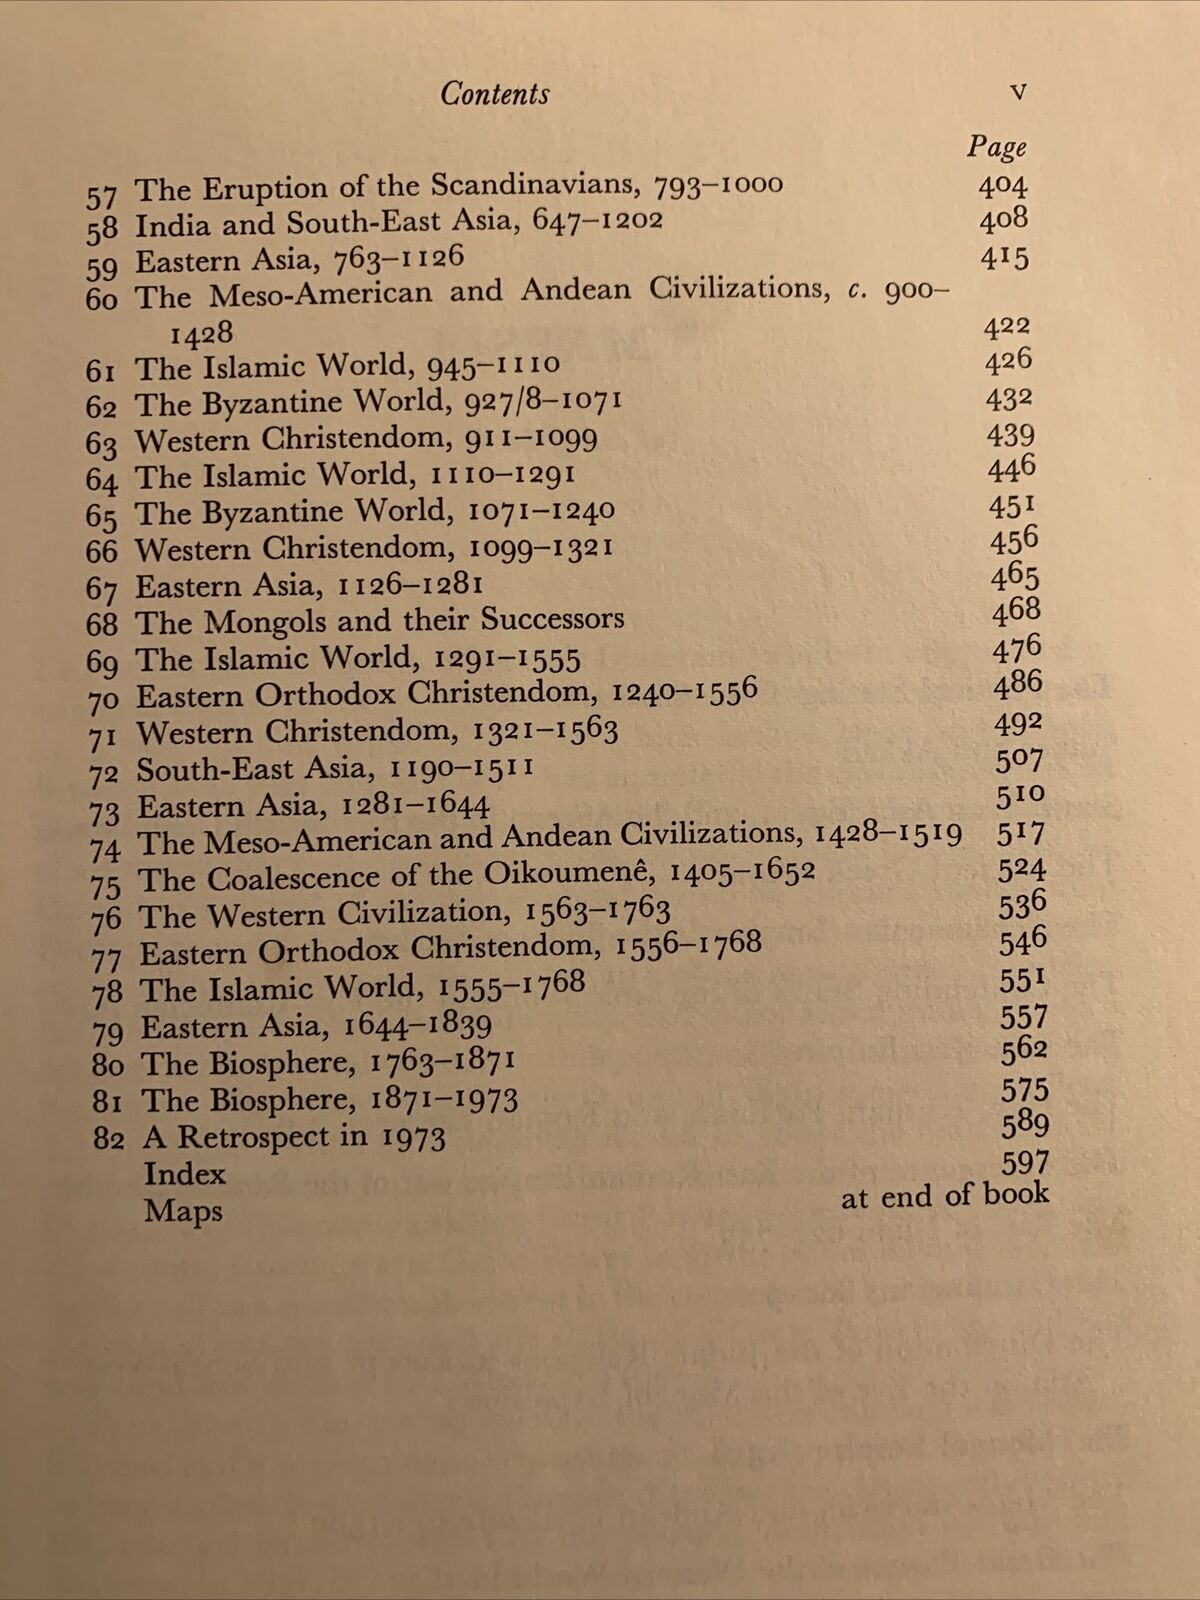 Contents v
Page
57 The Eruption of the Scandinavians, 793–1000 404
58 India and South-East Asia, 647–1202 408
59 Eastern Asia, 763–1126 415
60 The Meso-American and Andean Civilizations, c. 900–
1428 422
61 The Islamic World, 945–1110 426
62 The Byzantine World, 927/8–1071 432
63 Western Christendom, 911–1099 439
64 The Islamic World, 1110–1291 446
65 The Byzantine World, 1071–1240 451
66 Western Christendom, 1099–1321 456
67 Eastern Asia, 1126–1281 465
68 The Mongols and their Successors 468
69 The Islamic World, 1291–1555 476
70 Eastern Orthodox Christendom, 1240–1556 486
71 Western Christendom, 1321–1563 492
72 South-East Asia, 1190–1511 507
73 Eastern Asia, 1281–1644 510
74 The Meso-American and Andean Civilizations, 1428–1519 517
75 The Coalescence of the Oikoumenê, 1405–1652 524
76 The Western Civilization, 1563–1763 536
77 Eastern Orthodox Christendom, 1556–1768 546
78 The Islamic World, 1555–1768 551
79 Eastern Asia, 1644–1839 557
80 The Biosphere, 1763–1871 562
81 The Biosphere, 1871–1973 575
82 A Retrospect in 1973 589
Index 597
Maps at end of book